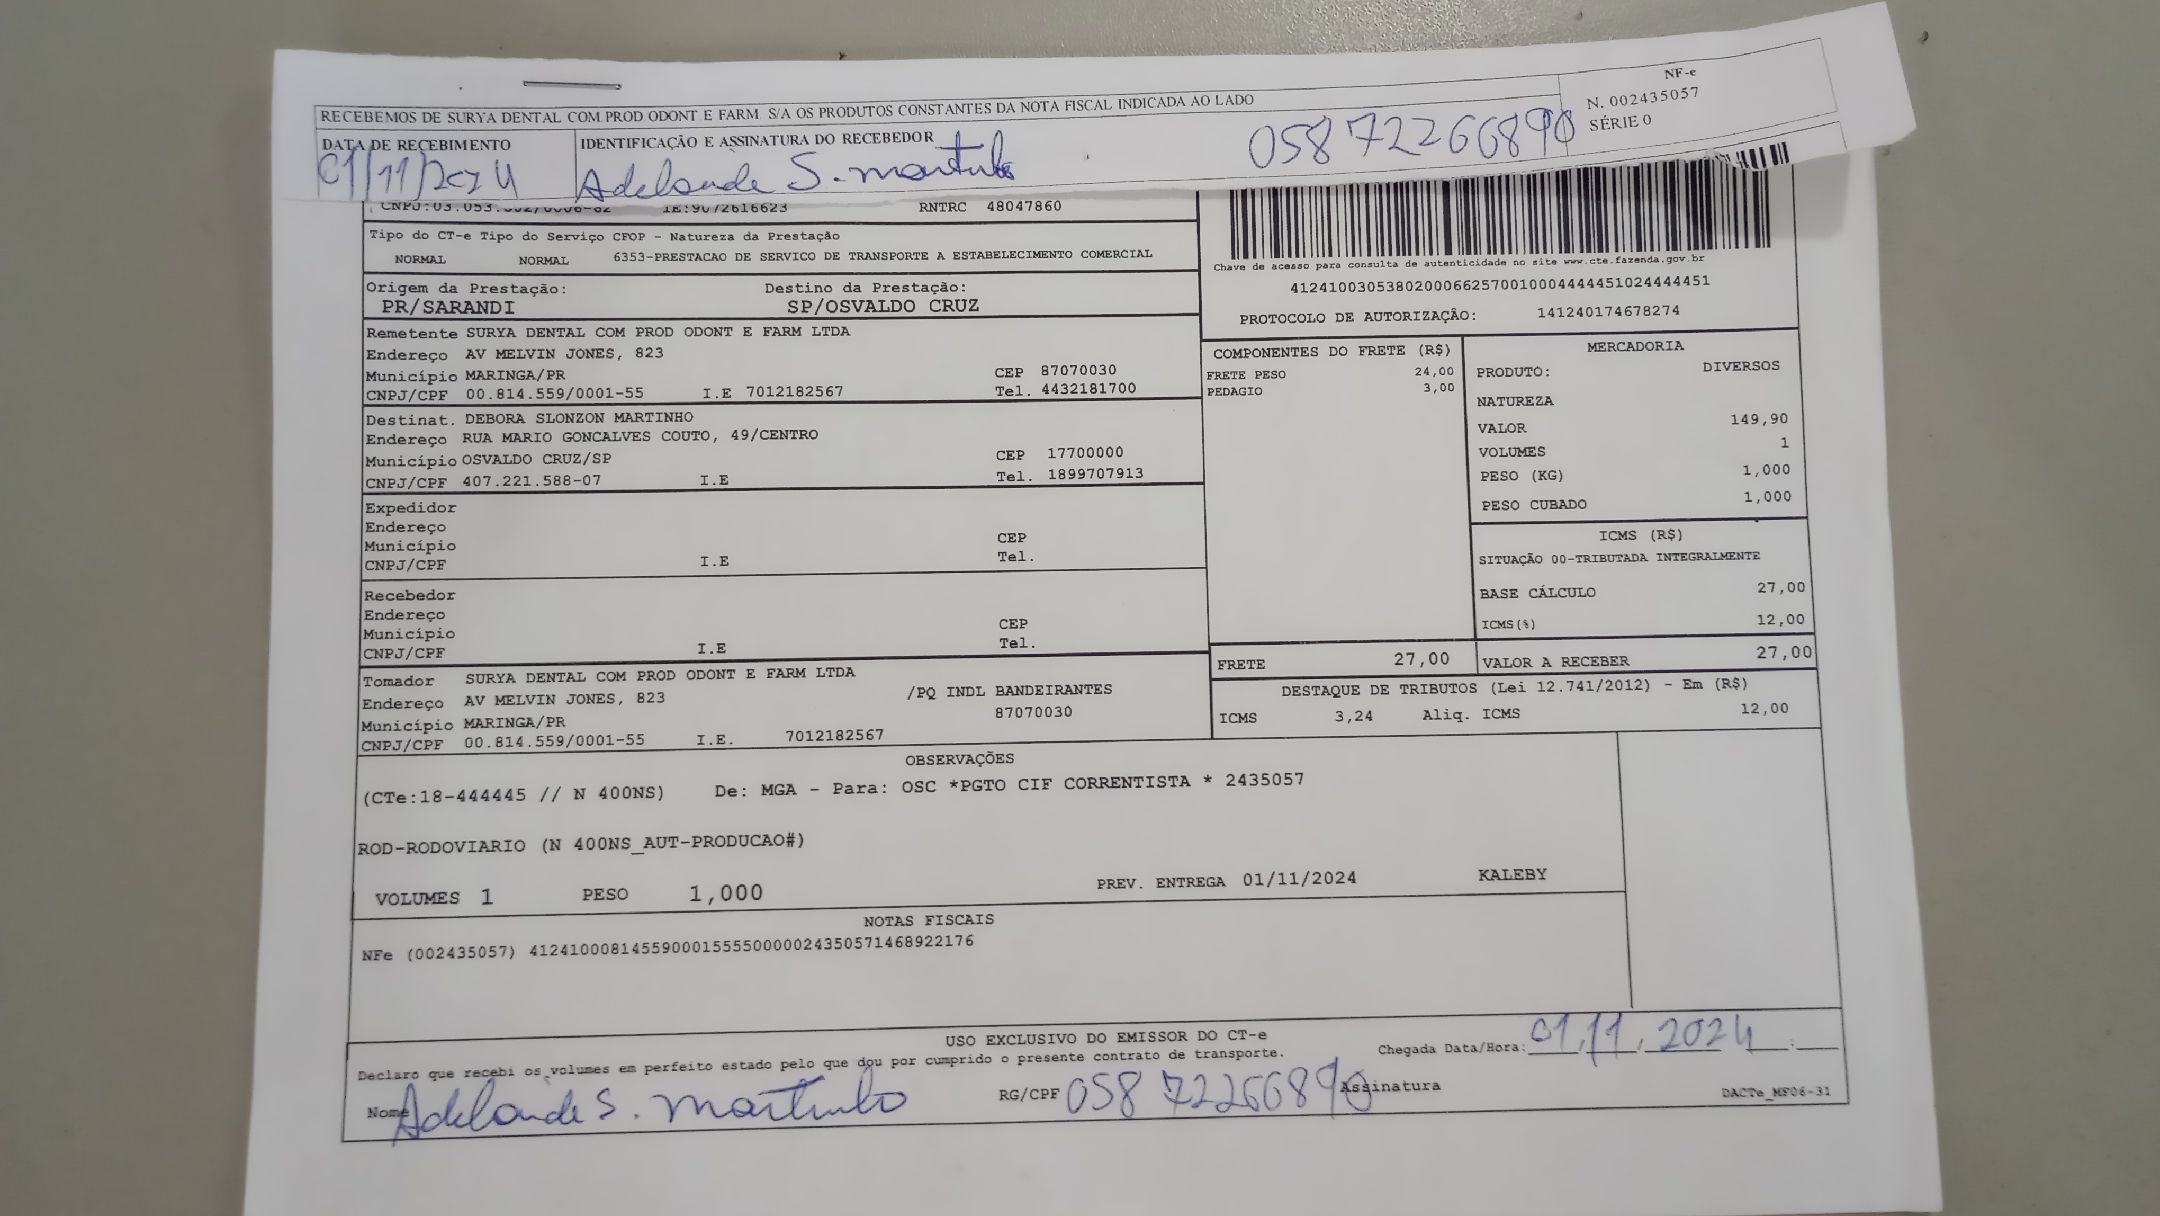 NF-e
RECEBEMOS DE SURYA DENTAL COM PROD ODONT E FARM S/A OS PRODUTOS CONSTANTES DA NOTA FISCAL INDICADA AO LADO
N. 002435057
SÉRIE 0
DATA DE RECEBIMENTO IDENTIFICAÇÃO E ASSINATURA DO RECEBEDOR
01/11/2024 S. 05872266890
IE:9072616623 RNTRC 48047860
Tipo do CT-e Tipo do Serviço CFOP - Natureza da Prestação
NORMAL NORMAL 6353-PRESTACAO DE SERVICO DE TRANSPORTE A ESTABELECIMENTO COMERCIAL
Chave de acesso para consulta de autenticidade no site www.cte.fazenda.gov.br
41241003053802000662570010004444451024444451
PROTOCOLO DE AUTORIZAÇÃO: 141240174678274
Origem da Prestação: Destino da Prestação:
PR/SARANDI SP/OSVALDO CRUZ
Remetente SURYA DENTAL COM PROD ODONT E FARM LTDA
Endereço AV MELVIN JONES, 823
Município MARINGA/PR CEP 87070030
CNPJ/CPF 00.814.559/0001-55 I.E 7012182567 Tel. 4432181700
Destinat. DEBORA SLONZON MARTINHO
Endereço RUA MARIO GONCALVES COUTO, 49/CENTRO
Município OSVALDO CRUZ/SP CEP 17700000
CNPJ/CPF 407.221.588-07 I.E Tel. 1899707913
Expedidor
Endereço
Município CEP
CNPJ/CPF I.E Tel.
Recebedor
Endereço
Município CEP
CNPJ/CPF I.E Tel.
Tomador SURYA DENTAL COM PROD ODONT E FARM LTDA
Endereço AV MELVIN JONES, 823 /PQ INDL BANDEIRANTES
Município MARINGA/PR 87070030
CNPJ/CPF 00.814.559/0001-55 I.E. 7012182567
COMPONENTES DO FRETE (R$)
FRETE PESO 24,00
PEDAGIO 3,00
MERCADORIA
PRODUTO: DIVERSOS
NATUREZA
VALOR 149,90
VOLUMES 1
PESO (KG) 1,000
PESO CUBADO 1,000
ICMS (R$)
SITUAÇÃO 00-TRIBUTADA INTEGRALMENTE
BASE CÁLCULO 27,00
ICMS(%) 12,00
FRETE 27,00 VALOR A RECEBER 27,00
DESTAQUE DE TRIBUTOS (Lei 12.741/2012) - Em (R$)
ICMS 3,24 Aliq. ICMS 12,00
OBSERVAÇÕES
(CTe:18-444445 // N 400NS) De: MGA - Para: OSC *PGTO CIF CORRENTISTA * 2435057
ROD-RODOVIARIO (N 400NS_AUT-PRODUCAO#)
VOLUMES 1 PESO 1,000 PREV. ENTREGA 01/11/2024 KALEBY
NOTAS FISCAIS
NFe (002435057) 41241000814559000155550000024350571468922176
USO EXCLUSIVO DO EMISSOR DO CT-e
Declaro que recebi os volumes em perfeito estado pelo que dou por cumprido o presente contrato de transporte. Chegada Data/Hora: 01,11,2024 :
Nome S. RG/CPF 05872266890 Assinatura DACTe_MF06-31